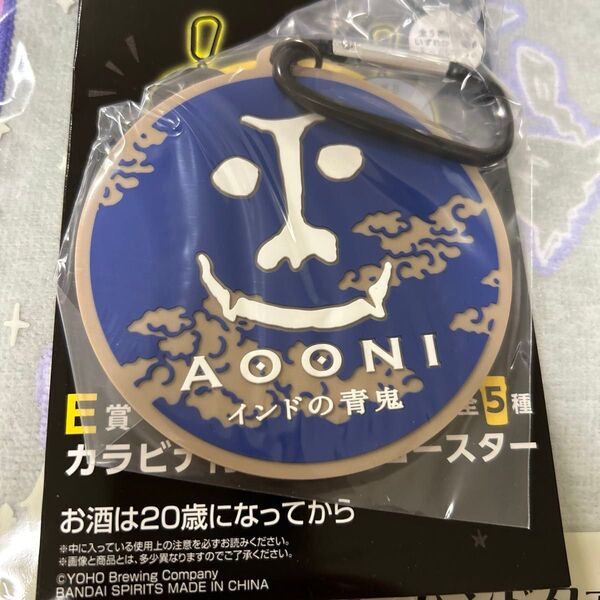 AOONI
インドの青鬼
E賞
全5種
カラビナ
コースター
お酒は20歳になってから
※中に入っている使用上の注意を必ずお読みください。
※画像と商品とは、多少異なりますのでご了承ください。
©YOHO Brewing Company
BANDAI SPIRITS MADE IN CHINA